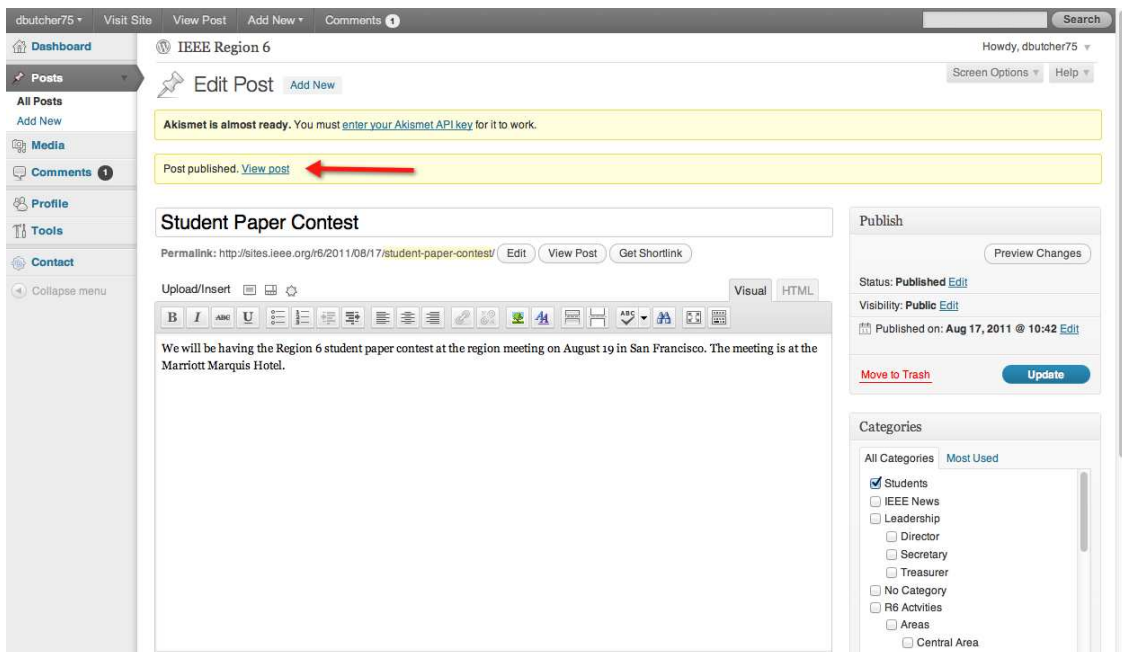 dbutcher75 Visit Site View Post Add New Comments 1 Search
Dashboard
Posts
All Posts
Add New
Media
Comments 1
Profile
Tools
Contact
Collapse menu
IEEE Region 6
Howdy, dbutcher75
Screen Options Help
Edit Post Add New
Akismet is almost ready. You must enter your Akismet API key for it to work.
Post published. View post
Student Paper Contest
Permalink: http://sites.ieee.org/r6/2011/08/17/student-paper-contest/ Edit View Post Get Shortlink
Upload/Insert Visual HTML
B I ABC U ABC
We will be having the Region 6 student paper contest at the region meeting on August 19 in San Francisco. The meeting is at the
Marriott Marquis Hotel.
Publish
Preview Changes
Status: Published Edit
Visibility: Public Edit
Published on: Aug 17, 2011 @ 10:42 Edit
Move to Trash Update
Categories
All Categories Most Used
Students
IEEE News
Leadership
Director
Secretary
Treasurer
No Category
R6 Actvities
Areas
Central Area